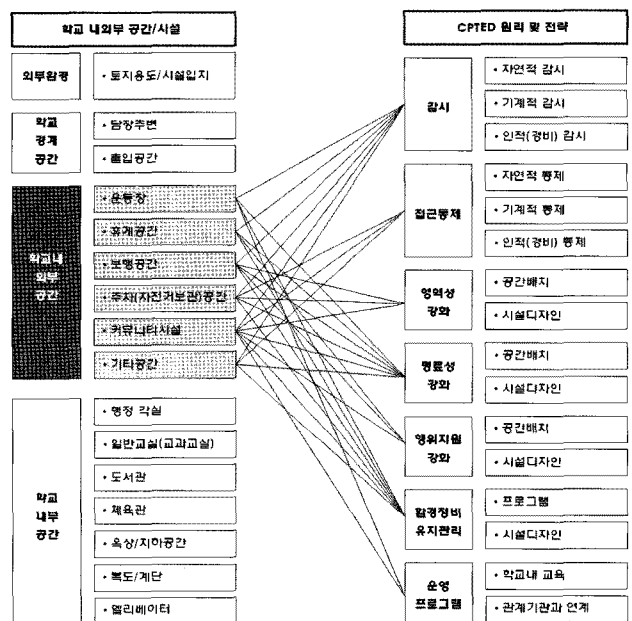 학교 내외부 공간/시설
외부환경
• 토지용도/시설입지
학교
경계
공간
• 담장주변
• 출입공간
학교내
외부
공간
• 운동장
• 휴게공간
• 보행공간
• 주차(자전거보관)공간
• 커뮤니티시설
• 기타공간
학교
내부
공간
• 행정 각실
• 일반교실(교과교실)
• 도서관
• 체육관
• 옥상/지하공간
• 복도/계단
• 엘리베이터
CPTED 원리 및 전략
감시
• 자연적 감시
• 기계적 감시
• 인적(경비) 감시
접근통제
• 자연적 통제
• 기계적 통제
• 인적(경비) 통제
영역성
강화
• 공간배치
• 시설디자인
명료성
강화
• 공간배치
• 시설디자인
행위지원
강화
• 공간배치
• 시설디자인
환경정비
유지관리
• 프로그램
• 시설디자인
운영
프로그램
• 학교내 교육
• 관계기관과 연계